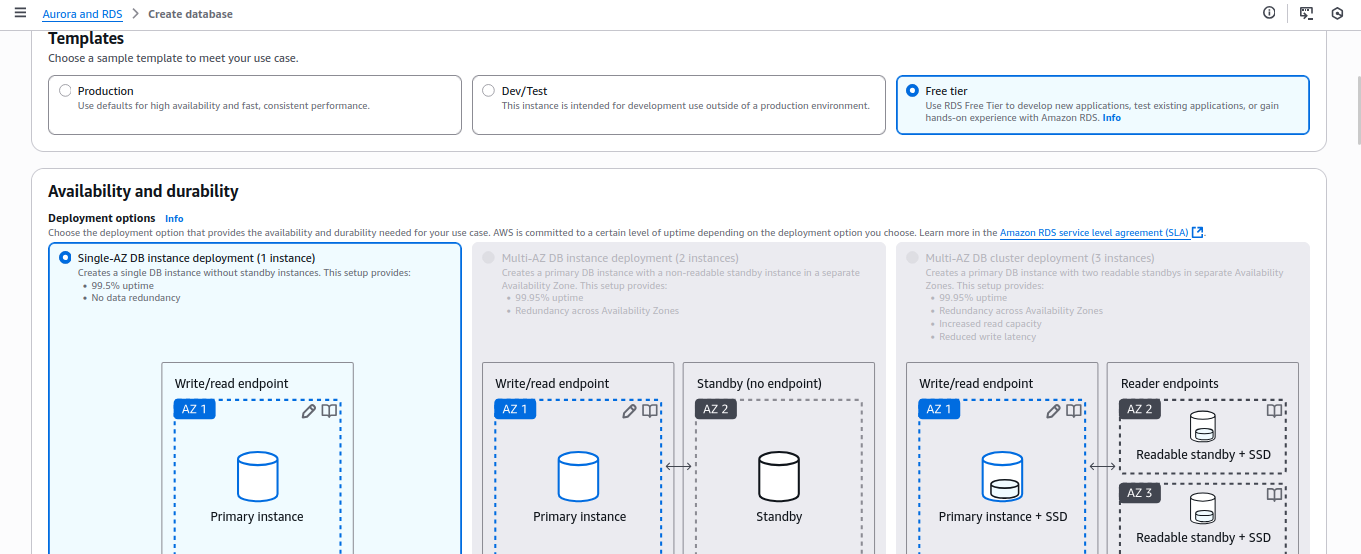 Aurora and RDS > Create database
Templates
Choose a sample template to meet your use case.
Production
Use defaults for high availability and fast, consistent performance.
Dev/Test
This instance is intended for development use outside of a production environment.
Free tier
Use RDS Free Tier to develop new applications, test existing applications, or gain
hands-on experience with Amazon RDS. Info
Availability and durability
Deployment options Info
Choose the deployment option that provides the availability and durability needed for your use case. AWS is committed to a certain level of uptime depending on the deployment option you choose. Learn more in the Amazon RDS service level agreement (SLA).
Single-AZ DB instance deployment (1 instance)
Creates a single DB instance without standby instances. This setup provides:
• 99.5% uptime
• No data redundancy
Write/read endpoint
AZ 1
Primary instance
Multi-AZ DB instance deployment (2 instances)
Creates a primary DB instance with a non-readable standby instance in a separate
Availability Zone. This setup provides:
• 99.95% uptime
• Redundancy across Availability Zones
Write/read endpoint
AZ 1
Primary instance
Standby (no endpoint)
AZ 2
Standby
Multi-AZ DB cluster deployment (3 instances)
Creates a primary DB instance with two readable standbys in separate Availability
Zones. This setup provides:
• 99.95% uptime
• Redundancy across Availability Zones
• Increased read capacity
• Reduced write latency
Write/read endpoint
AZ 1
Primary instance + SSD
Reader endpoints
AZ 2
Readable standby + SSD
AZ 3
Readable standby + SSD